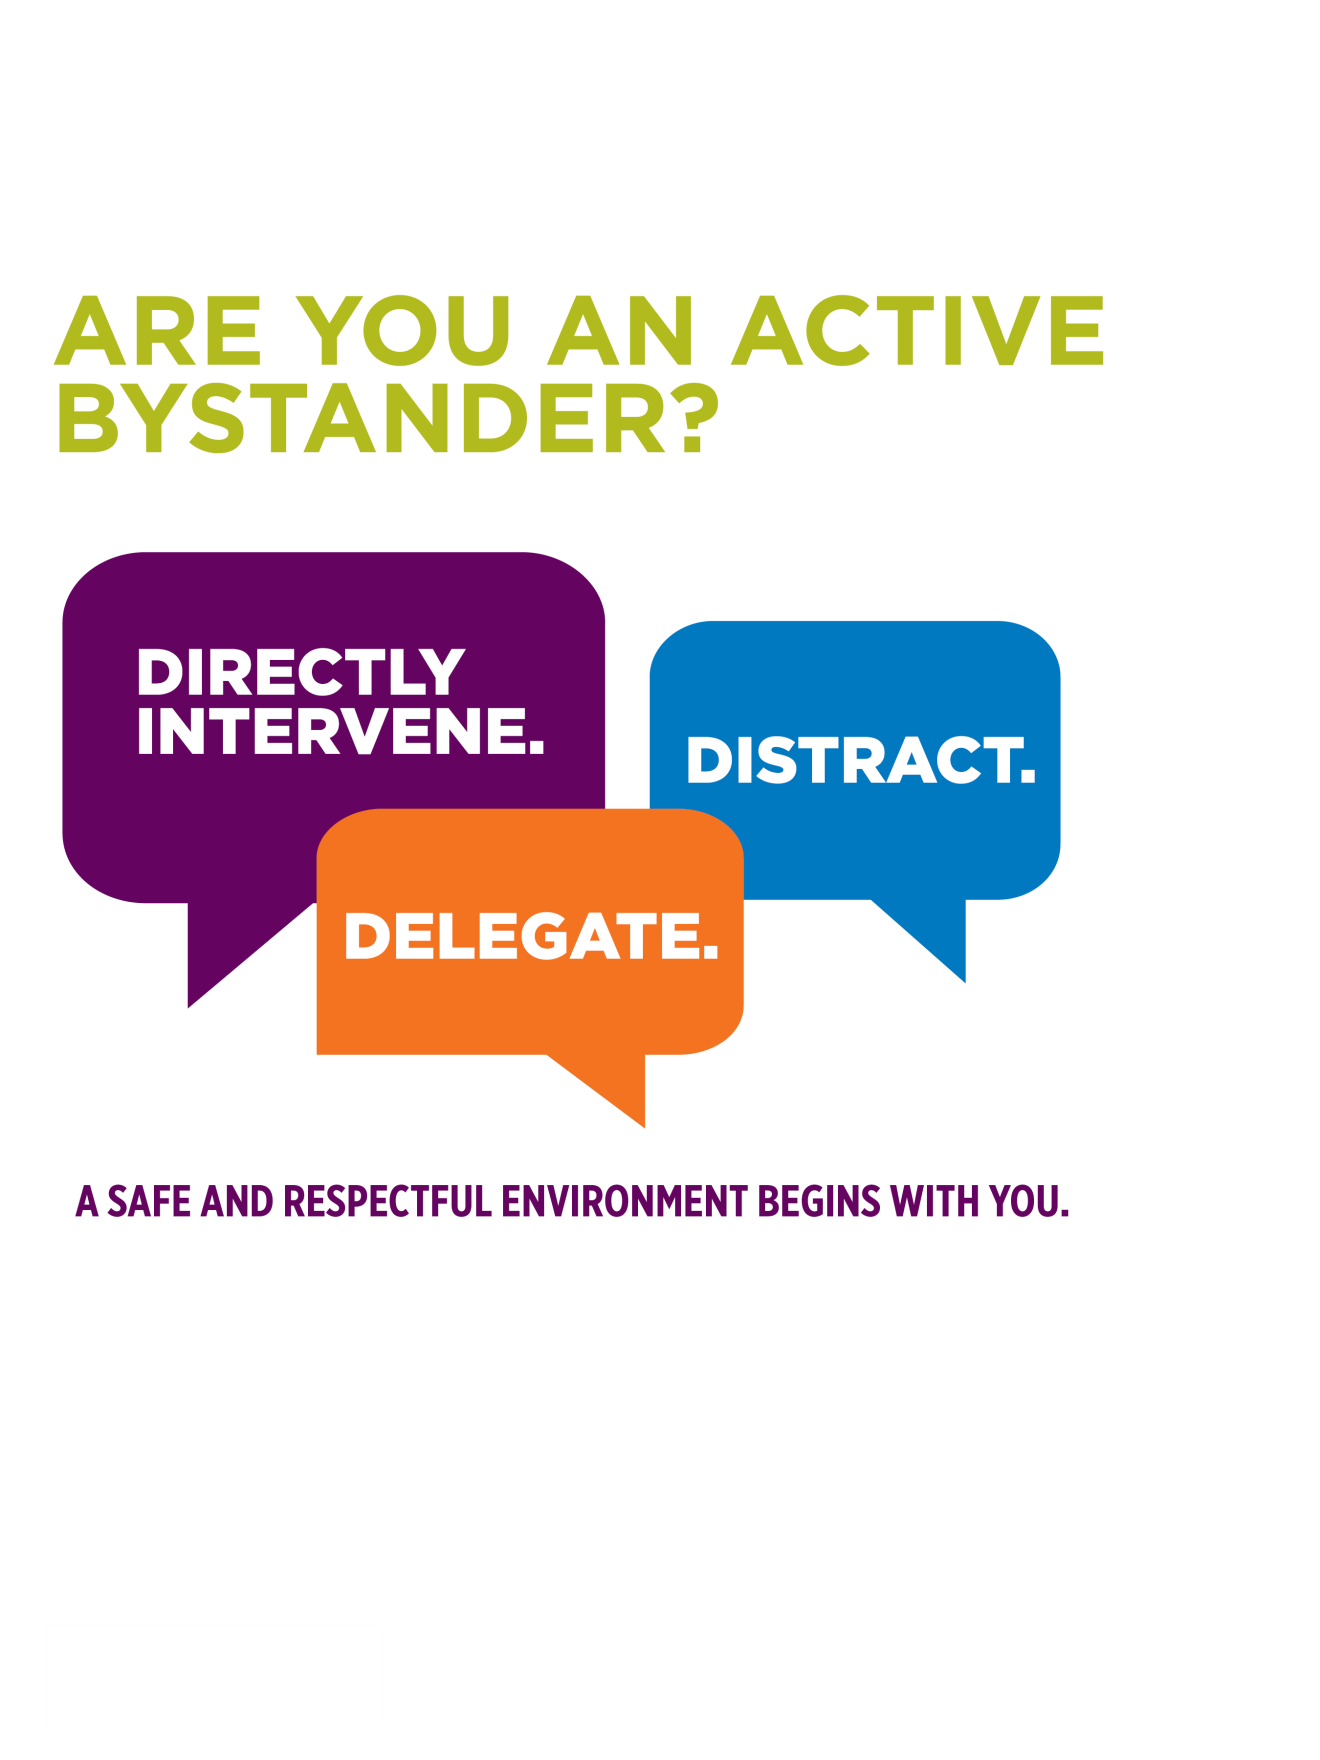 ARE YOU AN ACTIVE
BYSTANDER?
DIRECTLY
INTERVENE.
DISTRACT.
DELEGATE.
A SAFE AND RESPECTFUL ENVIRONMENT BEGINS WITH YOU.